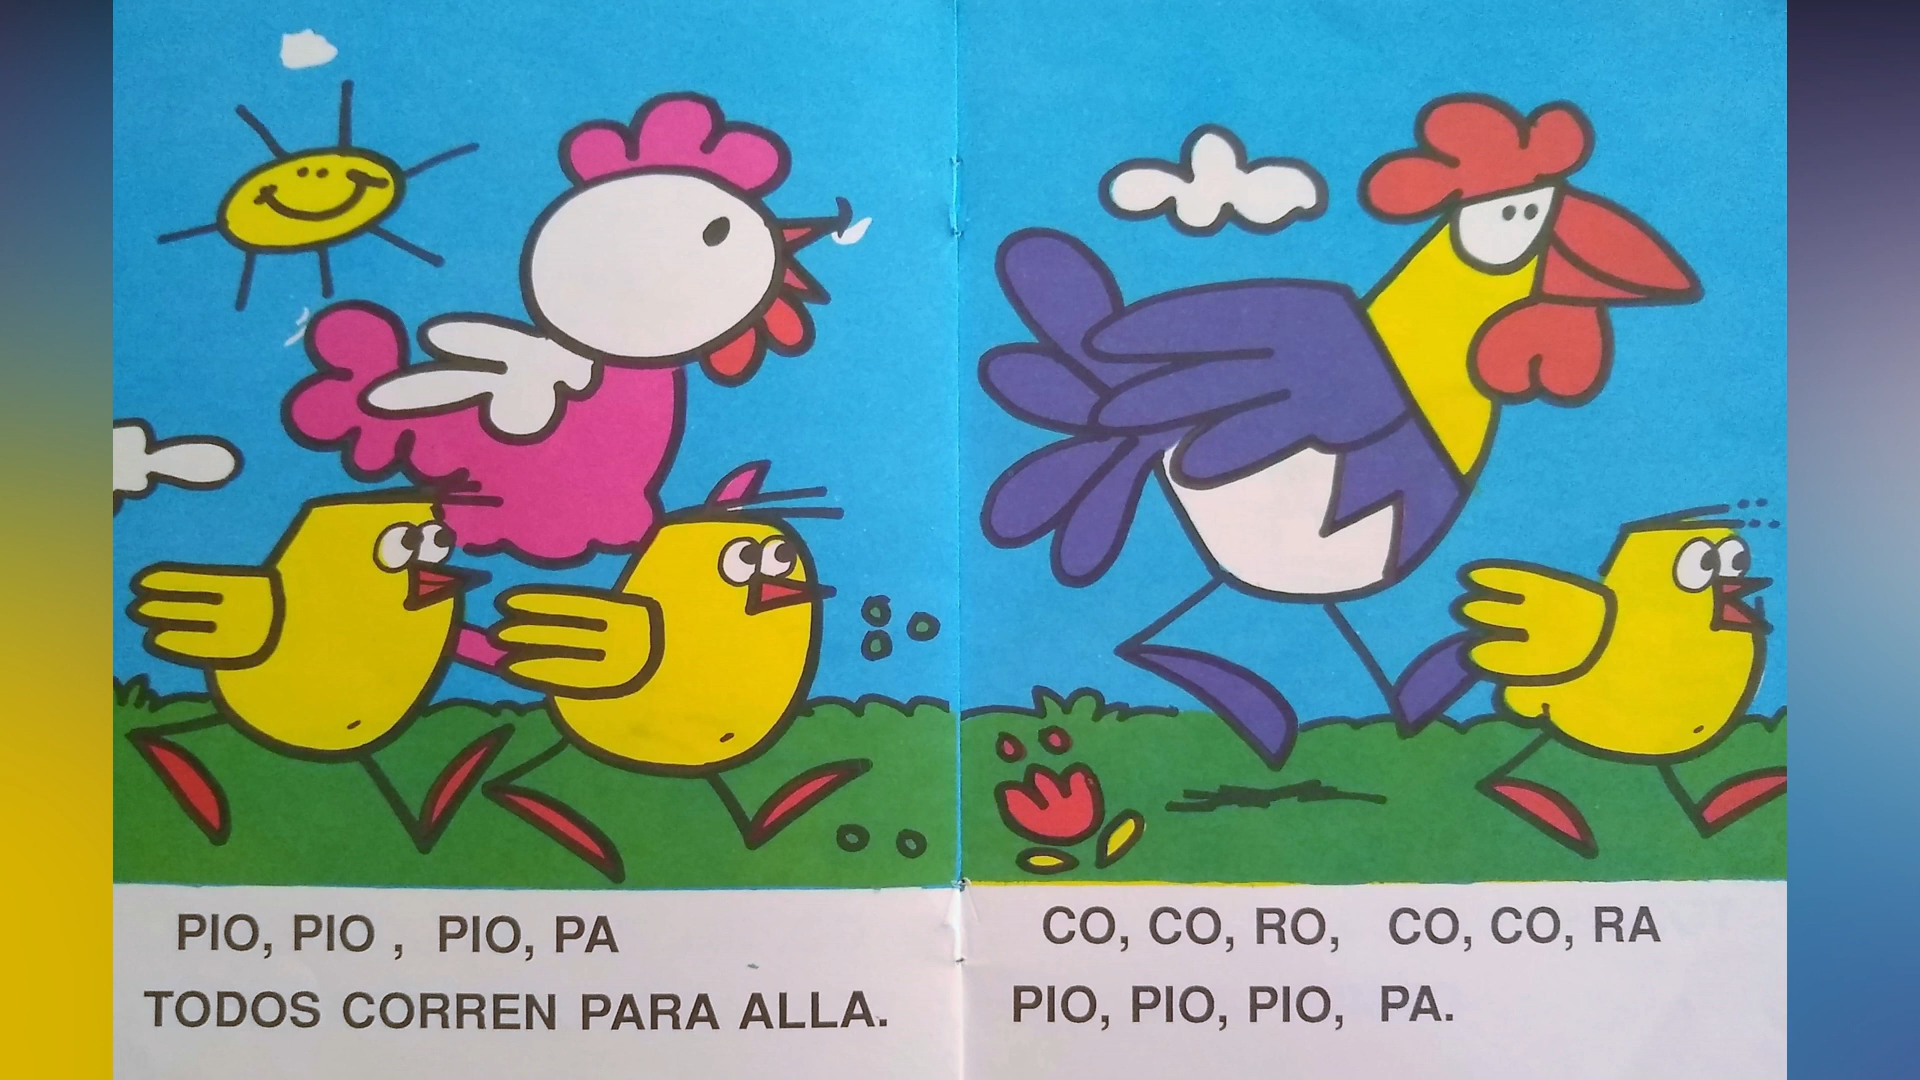 PIO, PIO , PIO, PA
TODOS CORREN PARA ALLA.
CO, CO, RO, CO, CO, RA
PIO, PIO, PIO, PA.